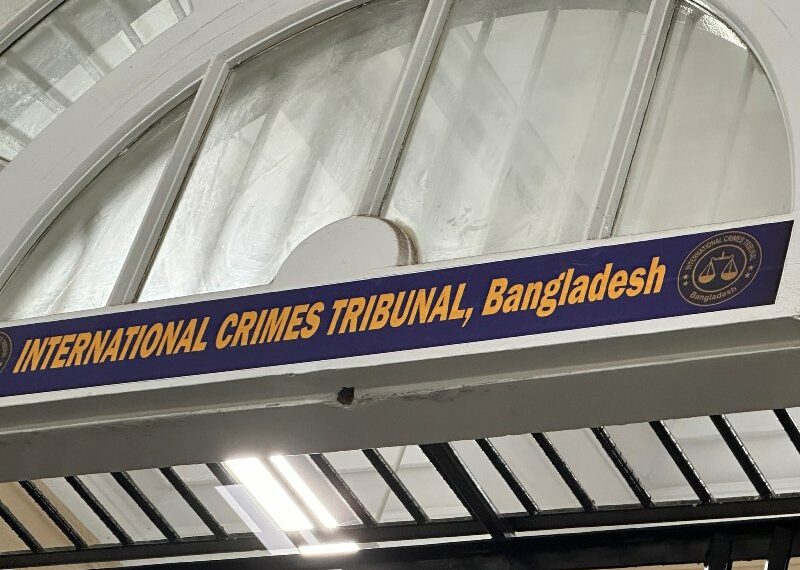 INTERNATIONAL CRIMES TRIBUNAL, Bangladesh
INTERNATIONAL CRIMES TRIBUNAL
Bangladesh